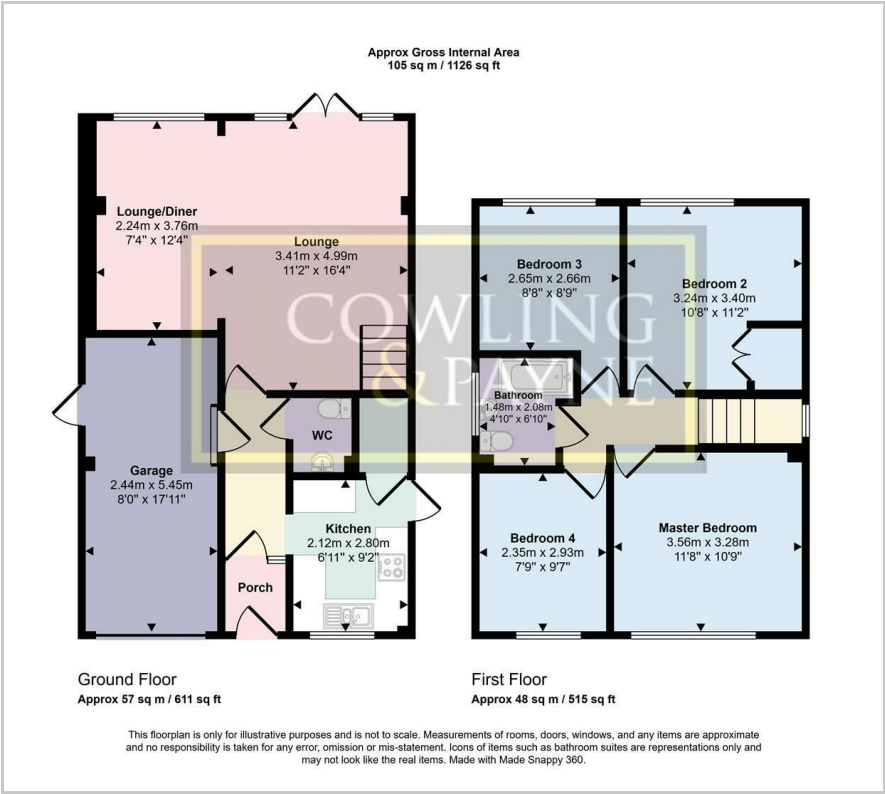 Approx Gross Internal Area
105 sq m / 1126 sq ft
Lounge/Diner
2.24m x 3.76m
7'4" x 12'4"
Lounge
3.41m x 4.99m
11'2" x 16'4"
Garage
2.44m x 5.45m
8'0" x 17'11"
WC
Kitchen
2.12m x 2.80m
6'11" x 9'2"
Porch
Bedroom 3
2.65m x 2.66m
8'8" x 8'9"
Bedroom 2
3.24m x 3.40m
10'8" x 11'2"
Bathroom
1.48m x 2.08m
4'10" x 6'10"
Bedroom 4
2.35m x 2.93m
7'9" x 9'7"
Master Bedroom
3.56m x 3.28m
11'8" x 10'9"
COWLING
&PAYNE
Ground Floor
Approx 57 sq m / 611 sq ft
First Floor
Approx 48 sq m / 515 sq ft
This floorplan is only for illustrative purposes and is not to scale. Measurements of rooms, doors, windows, and any items are approximate
and no responsibility is taken for any error, omission or mis-statement. Icons of items such as bathroom suites are representations only and
may not look like the real items. Made with Made Snappy 360.